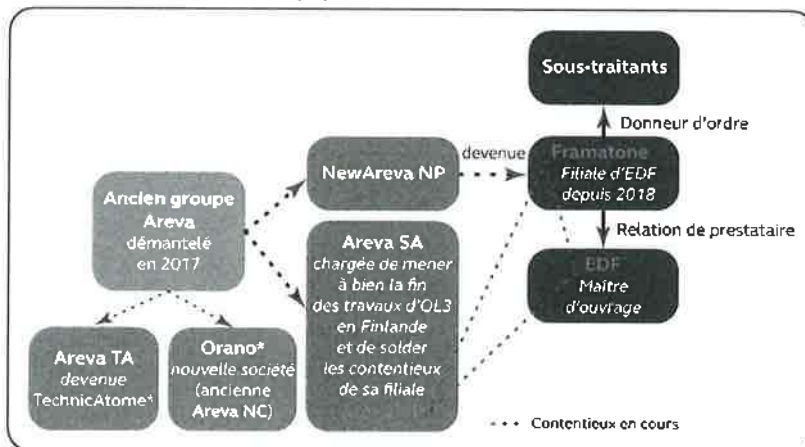 Sous-traitants
Donneur d'ordre
devenue
NewAreva NP
Framatone
Filiale d'EDF
depuis 2018
Ancien groupe
Areva
démantelé
en 2017
Relation de prestataire
Areva SA
chargée de mener
à bien la fin
des travaux d'OL3
en Finlande
et de solder
les contentieux
de sa filiale
EDF
Maître
d'ouvrage
Areva TA
devenue
TechnicAtome*
Orano*
nouvelle société
(ancienne
Areva NC)
Contentieux en cours